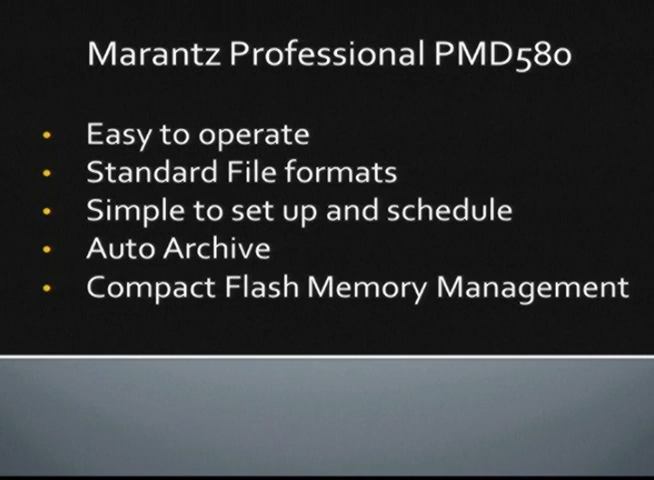 Marantz Professional PMD580
• Easy to operate
• Standard File formats
• Simple to set up and schedule
• Auto Archive
• Compact Flash Memory Management